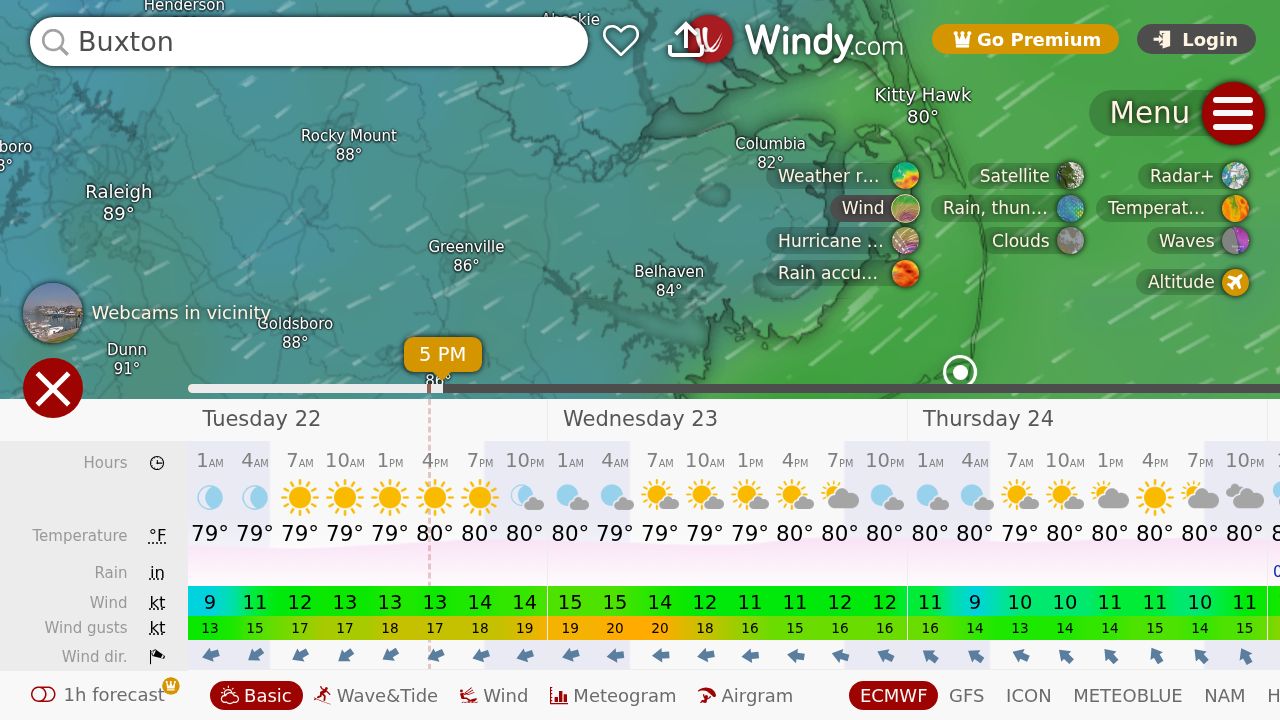 Henderson
Buxton
Windy.com
Go Premium
Login
Kitty Hawk
80°
Menu
Rocky Mount
88°
Columbia
82°
boro
Weather r...
Satellite
Radar+
Raleigh
89°
Wind
Rain, thun...
Temperat...
Greenville
86°
Hurricane ...
Clouds
Waves
Belhaven
84°
Rain accu...
Altitude
Webcams in vicinity
Goldsboro
88°
Dunn
91°
5 PM
86°
Tuesday 22 Wednesday 23 Thursday 24
Hours 1AM 4AM 7AM 10AM 1PM 4PM 7PM 10PM 1AM 4AM 7AM 10AM 1PM 4PM 7PM 10PM 1AM 4AM 7AM 10AM 1PM 4PM 7PM 10PM
Temperature °F 79° 79° 79° 79° 79° 80° 80° 80° 80° 79° 79° 79° 79° 80° 80° 80° 80° 80° 79° 80° 80° 80° 80° 80°
Rain in
Wind kt 9 11 12 13 13 13 14 14 15 15 14 12 11 11 12 12 11 9 10 10 11 11 10 11
Wind gusts kt 13 15 17 17 18 17 18 19 19 20 20 18 16 15 16 16 16 14 13 14 14 15 14 15
Wind dir.
1h forecast Basic Wave&Tide Wind Meteogram Airgram ECMWF GFS ICON METEOBLUE NAM H